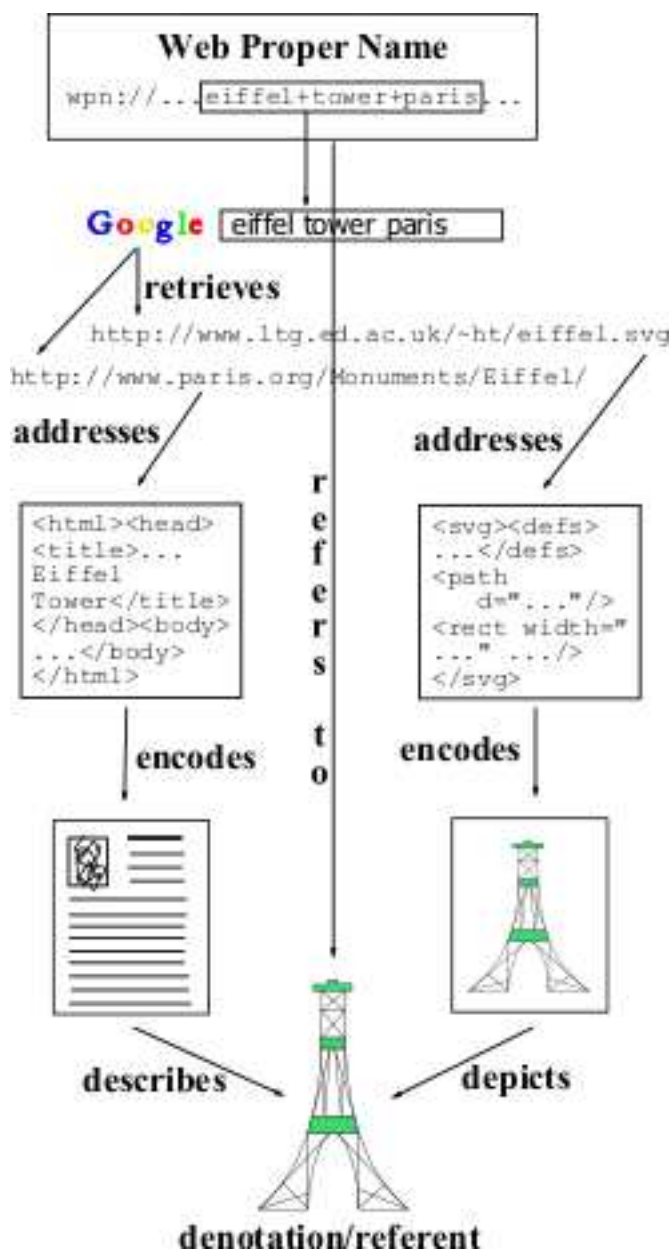 Web Proper Name
wpn://...eiffel+tower+paris...
Google eiffel tower paris
retrieves
http://www.ltg.ed.ac.uk/~ht/eiffel.svg
http://www.paris.org/Monuments/Eiffel/
addresses
addresses
refers to
<html><head>
<title>...
Eiffel
Tower</title>
</head><body>
...</body>
</html>
<svg><defs>
...</defs>
<path
d="..."/>
<rect width="
..." .../>
</svg>
encodes
encodes
describes
depicts
denotation/referent